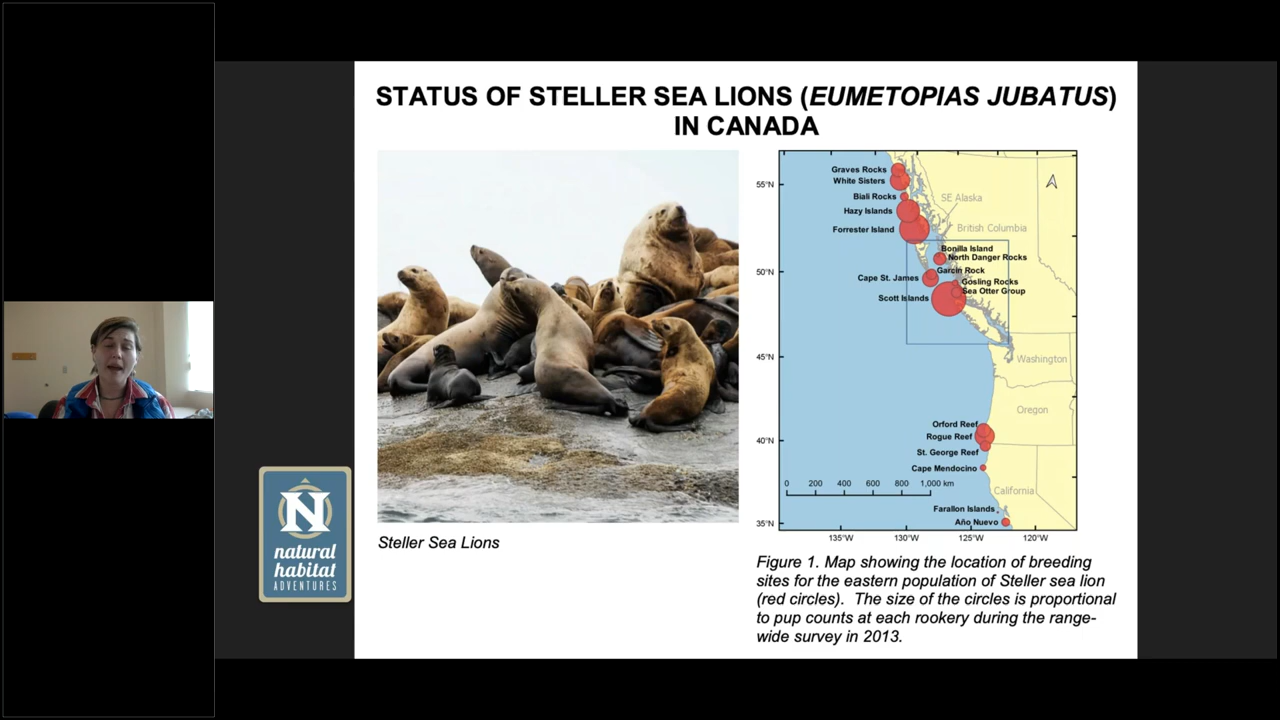 STATUS OF STELLER SEA LIONS (EUMETOPIAS JUBATUS)
IN CANADA
Graves Rocks
White Sisters
Biali Rocks
Hazy Islands
Forrester Island
SE Alaska
British Columbia
Bonilla Island
North Danger Rocks
Garcin Rock
Cape St. James
Gosling Rocks
Sea Otter Group
Scott Islands
Washington
Oregon
Orford Reef
Rogue Reef
St. George Reef
Cape Mendocino
California
Farallon Islands
Año Nuevo
0 200 400 600 800 1,000 km
55°N
50°N
45°N
40°N
35°N
135°W 130°W 125°W 120°W
Steller Sea Lions
Figure 1. Map showing the location of breeding
sites for the eastern population of Steller sea lion
(red circles). The size of the circles is proportional
to pup counts at each rookery during the range-
wide survey in 2013.
N
natural
habitat
ADVENTURES